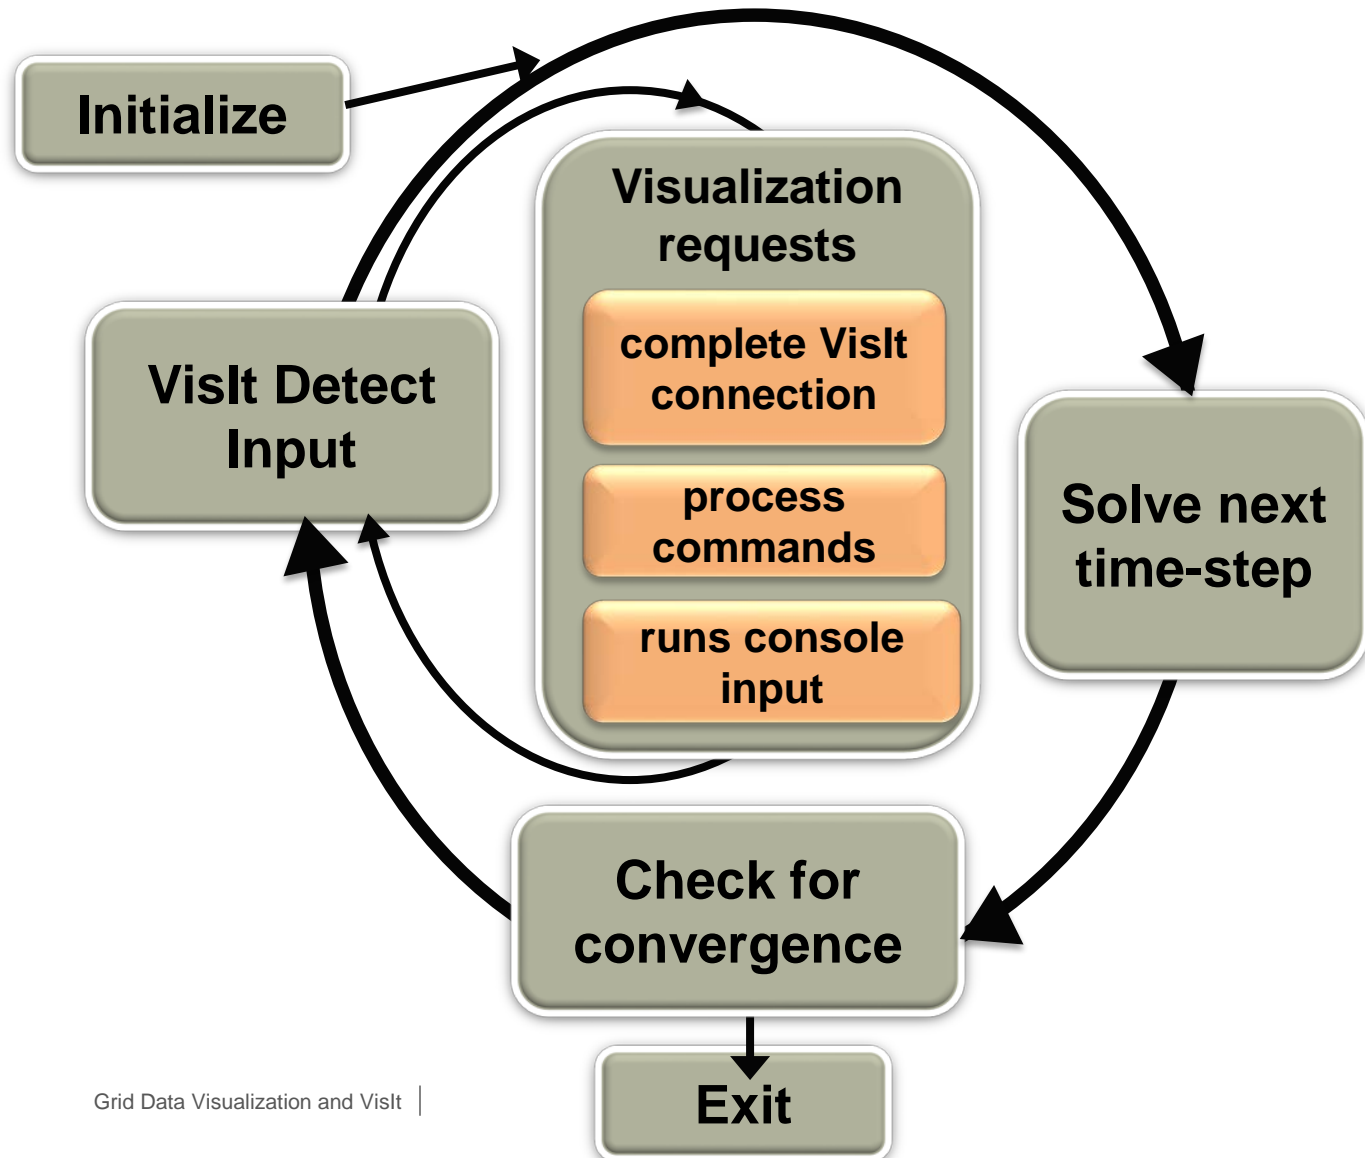 Initialize
Visualization
requests
complete VisIt
connection
VisIt Detect
Input
process
commands
Solve next
time-step
runs console
input
Check for
convergence
Exit
Grid Data Visualization and VisIt